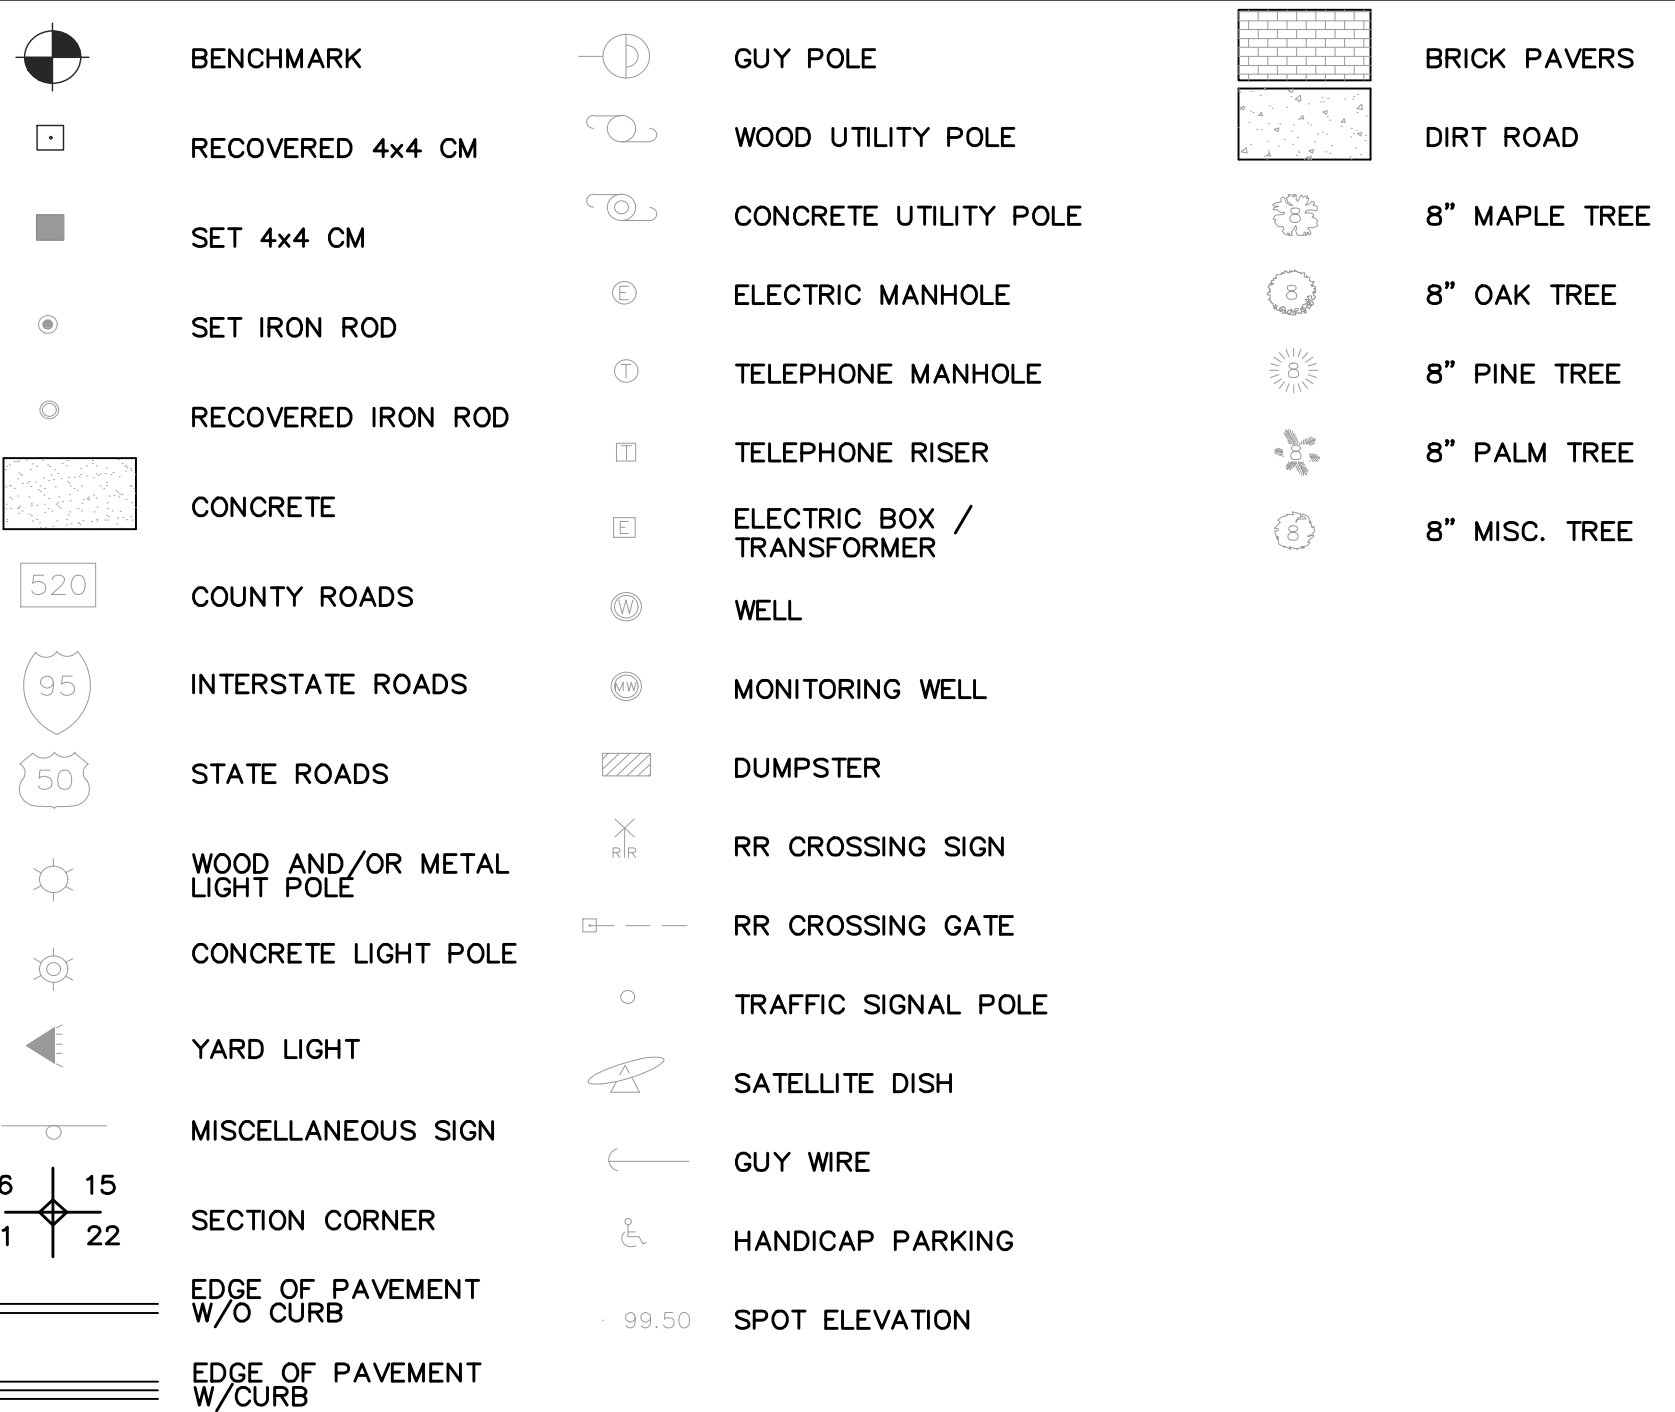 BENCHMARK
RECOVERED 4x4 CM
SET 4x4 CM
SET IRON ROD
RECOVERED IRON ROD
CONCRETE
520
COUNTY ROADS
95
INTERSTATE ROADS
50
STATE ROADS
WOOD AND/OR METAL
LIGHT POLE
CONCRETE LIGHT POLE
YARD LIGHT
MISCELLANEOUS SIGN
6 15
1 22
SECTION CORNER
EDGE OF PAVEMENT
W/O CURB
EDGE OF PAVEMENT
W/CURB
GUY POLE
WOOD UTILITY POLE
CONCRETE UTILITY POLE
E
ELECTRIC MANHOLE
T
TELEPHONE MANHOLE
T
TELEPHONE RISER
E
ELECTRIC BOX /
TRANSFORMER
W
WELL
MW
MONITORING WELL
DUMPSTER
RR
RR CROSSING SIGN
RR CROSSING GATE
TRAFFIC SIGNAL POLE
SATELLITE DISH
GUY WIRE
HANDICAP PARKING
99.50
SPOT ELEVATION
BRICK PAVERS
DIRT ROAD
8
8” MAPLE TREE
8
8” OAK TREE
8
8” PINE TREE
8
8” PALM TREE
8
8” MISC. TREE